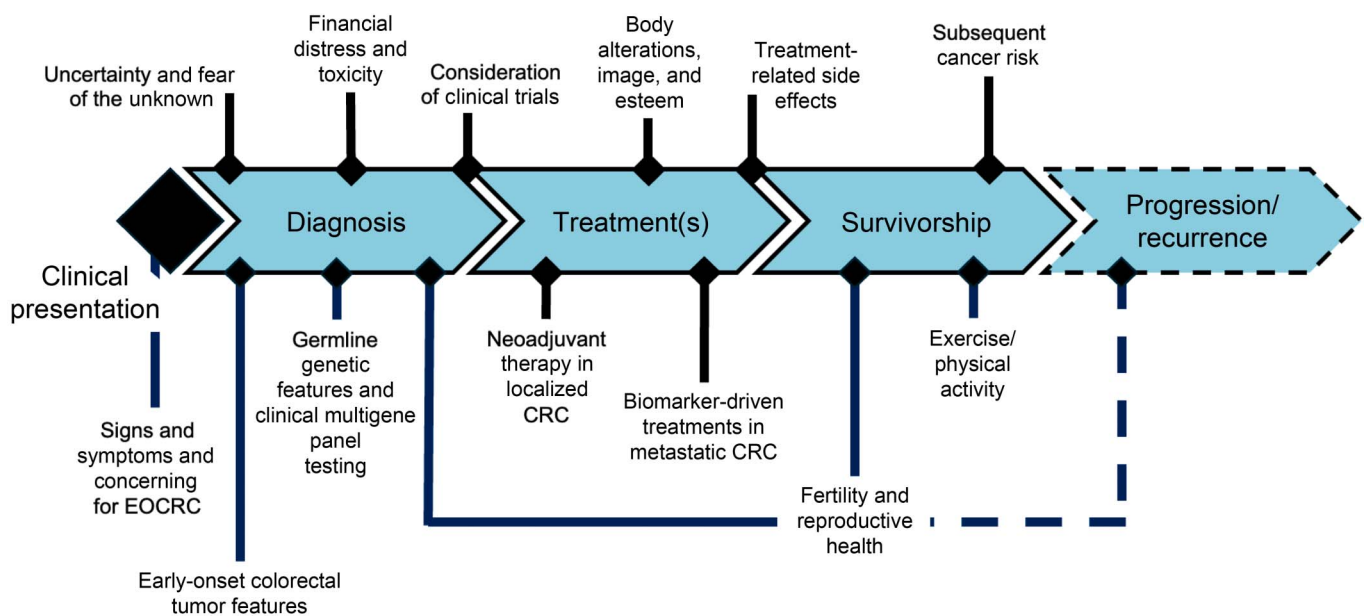 Uncertainty and fear
of the unknown
Financial
distress and
toxicity
Consideration
of clinical trials
Body
alterations,
image, and
esteem
Treatment-
related side
effects
Subsequent
cancer risk
Clinical
presentation
Diagnosis
Treatment(s)
Survivorship
Progression/
recurrence
Signs and
symptoms and
concerning
for EOCRC
Early-onset colorectal
tumor features
Germline
genetic
features and
clinical multigene
panel
testing
Neoadjuvant
therapy in
localized
CRC
Biomarker-driven
treatments in
metastatic CRC
Fertility and
reproductive
health
Exercise/
physical
activity